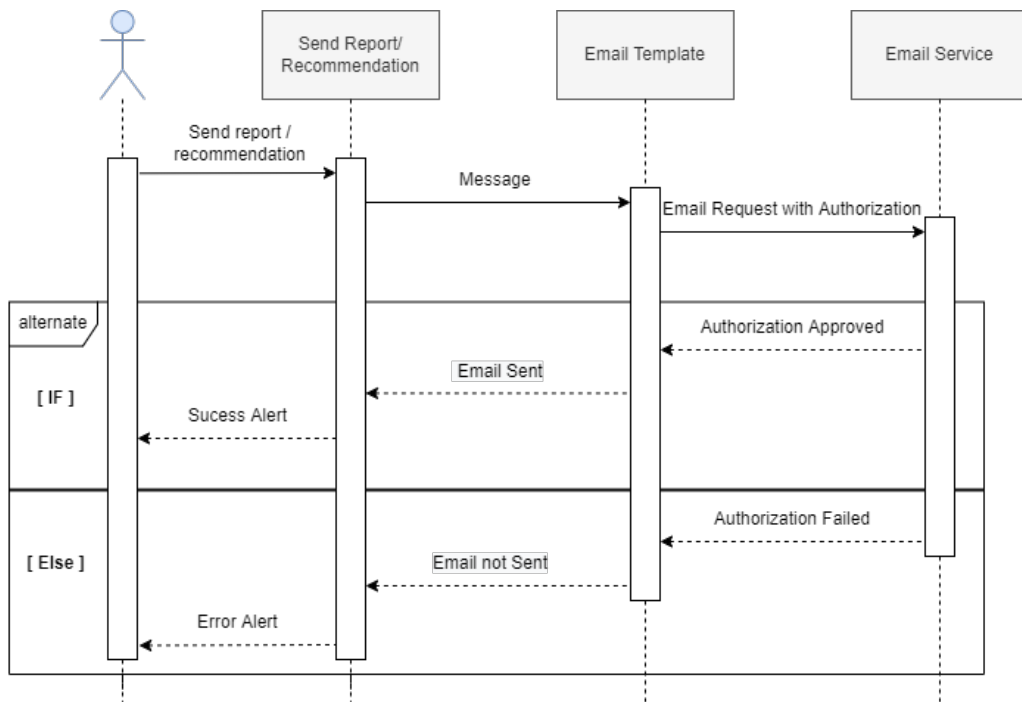 Send Report/
Recommendation
Email Template
Email Service
Send report /
recommendation
Message
Email Request with Authorization
alternate
Authorization Approved
Email Sent
[ IF ]
Sucess Alert
Authorization Failed
[ Else ]
Email not Sent
Error Alert